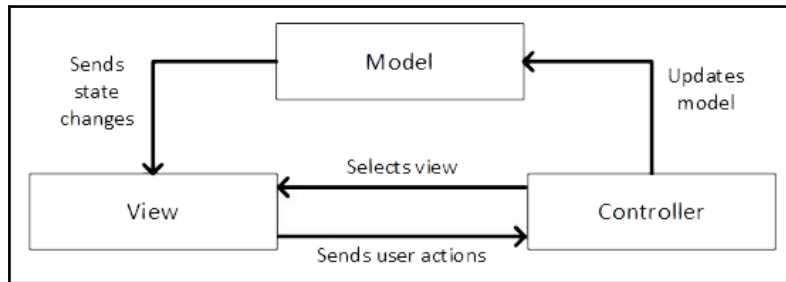 Model
Sends
state
changes
Updates
model
Selects view
View
Controller
Sends user actions